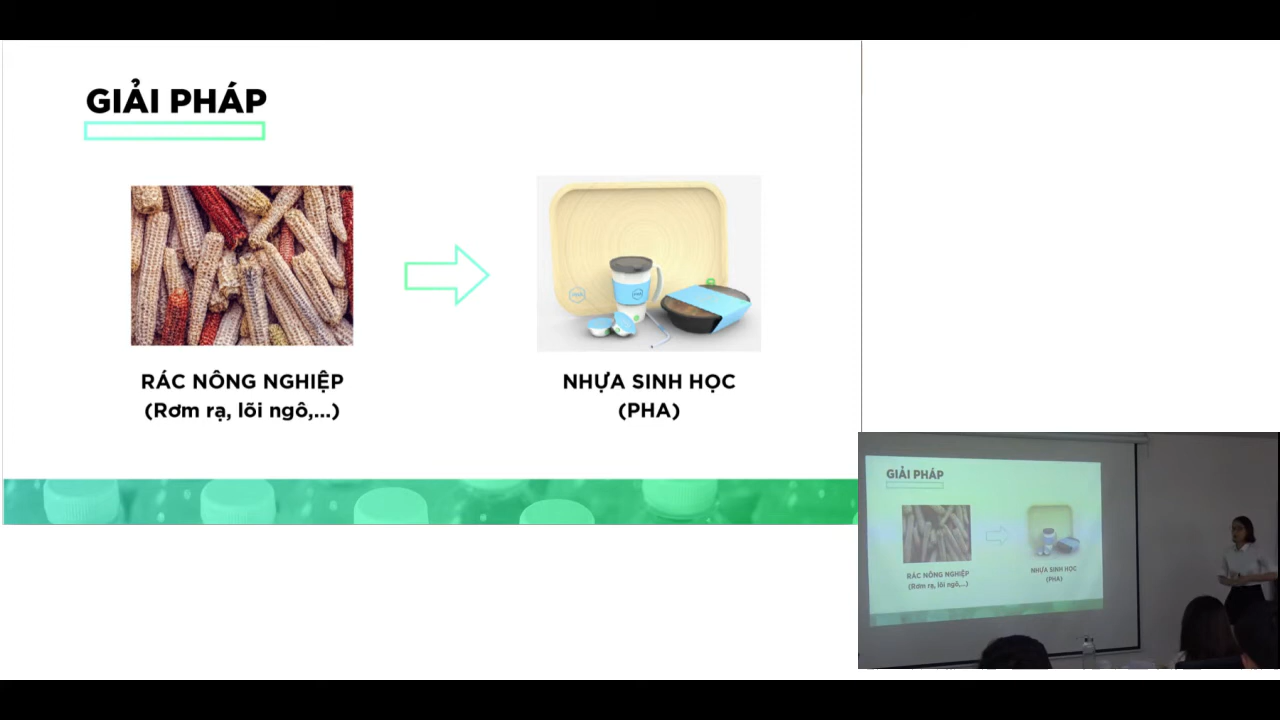 GIẢI PHÁP
RÁC NÔNG NGHIỆP
(Rơm rạ, lõi ngô,...)
NHỰA SINH HỌC
(PHA)
GIẢI PHÁP
RÁC NÔNG NGHIỆP
(Rơm rạ, lõi ngô,...)
NHỰA SINH HỌC
(PHA)